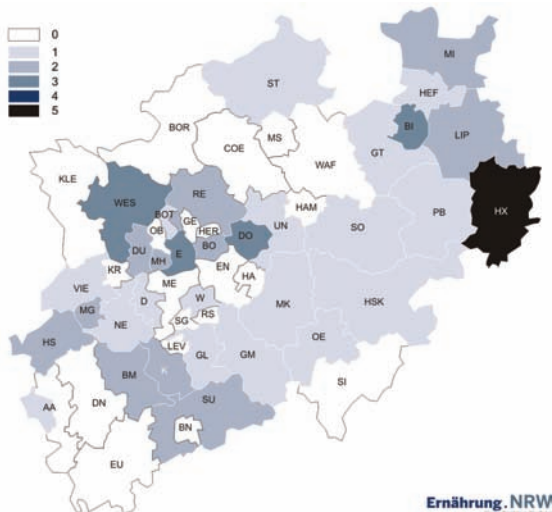 0
1
2
3
4
5
MI
ST
HEF
BI
LIP
BOR
MS
COE
GT
WAF
KLE
HX
WES
RE
PB
BOT
GE
HAM
OB
HER
UN
SO
DU
BO
DO
MH
E
EN
HA
KR
ME
VIE
D
W
MK
HSK
MG
NE
SG
RS
OE
HS
LEV
GL
GM
BM
K
SI
AA
DN
SU
BN
EU
Ernährung.NRW